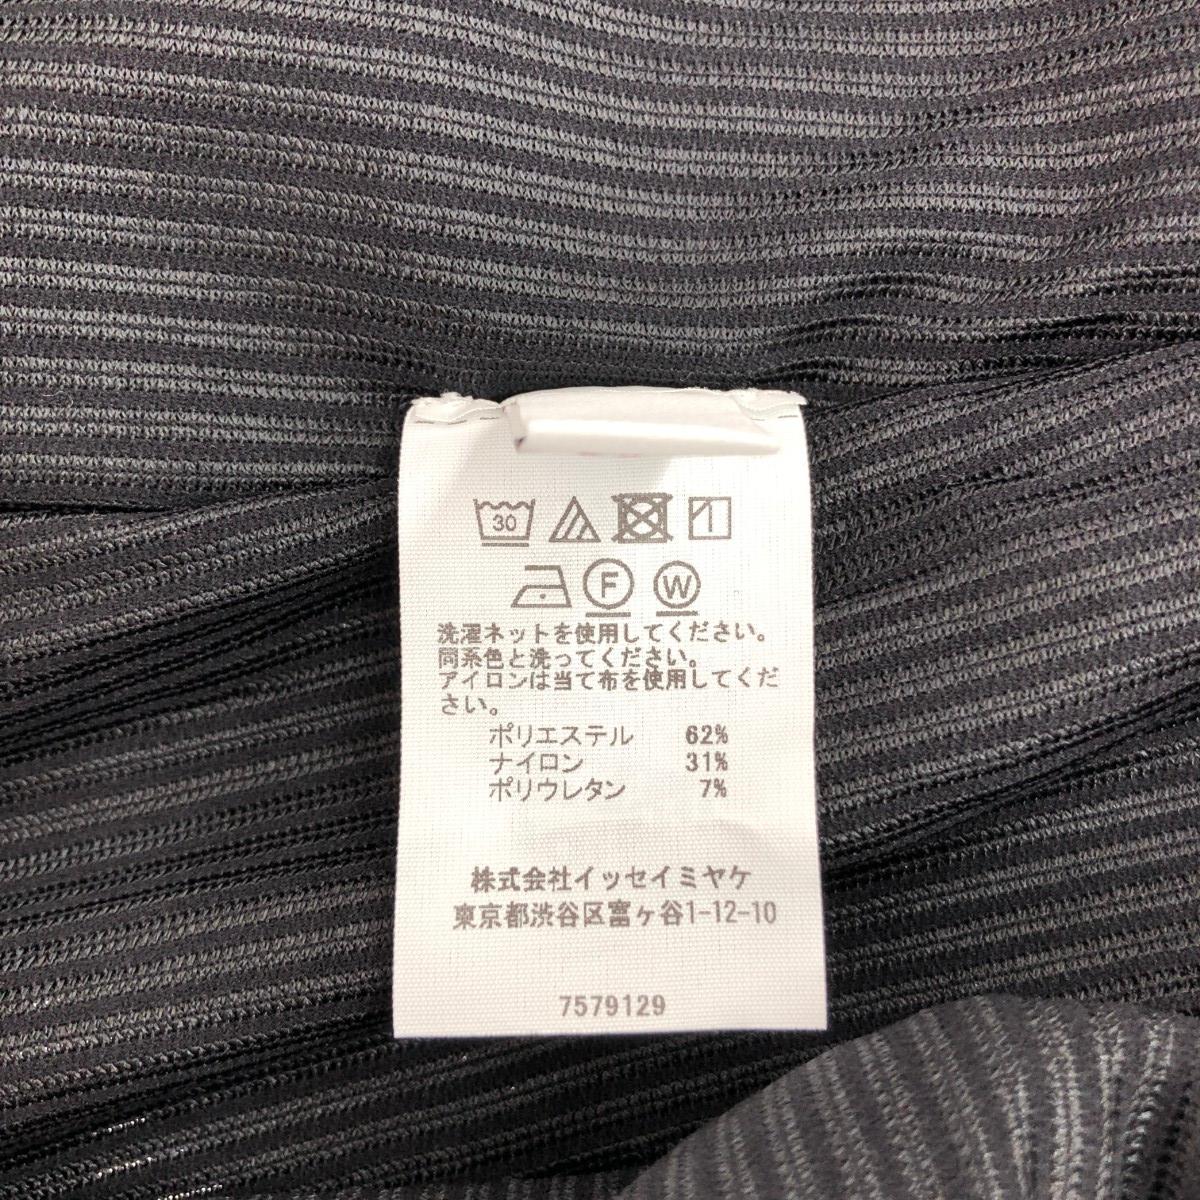 30
F W
洗濯ネットを使用してください。
同系色と洗ってください。
アイロンは当て布を使用してくだ
さい。
ポリエステル 62%
ナイロン 31%
ポリウレタン 7%
株式会社イッセイミヤケ
東京都渋谷区富ヶ谷1-12-10
7579129